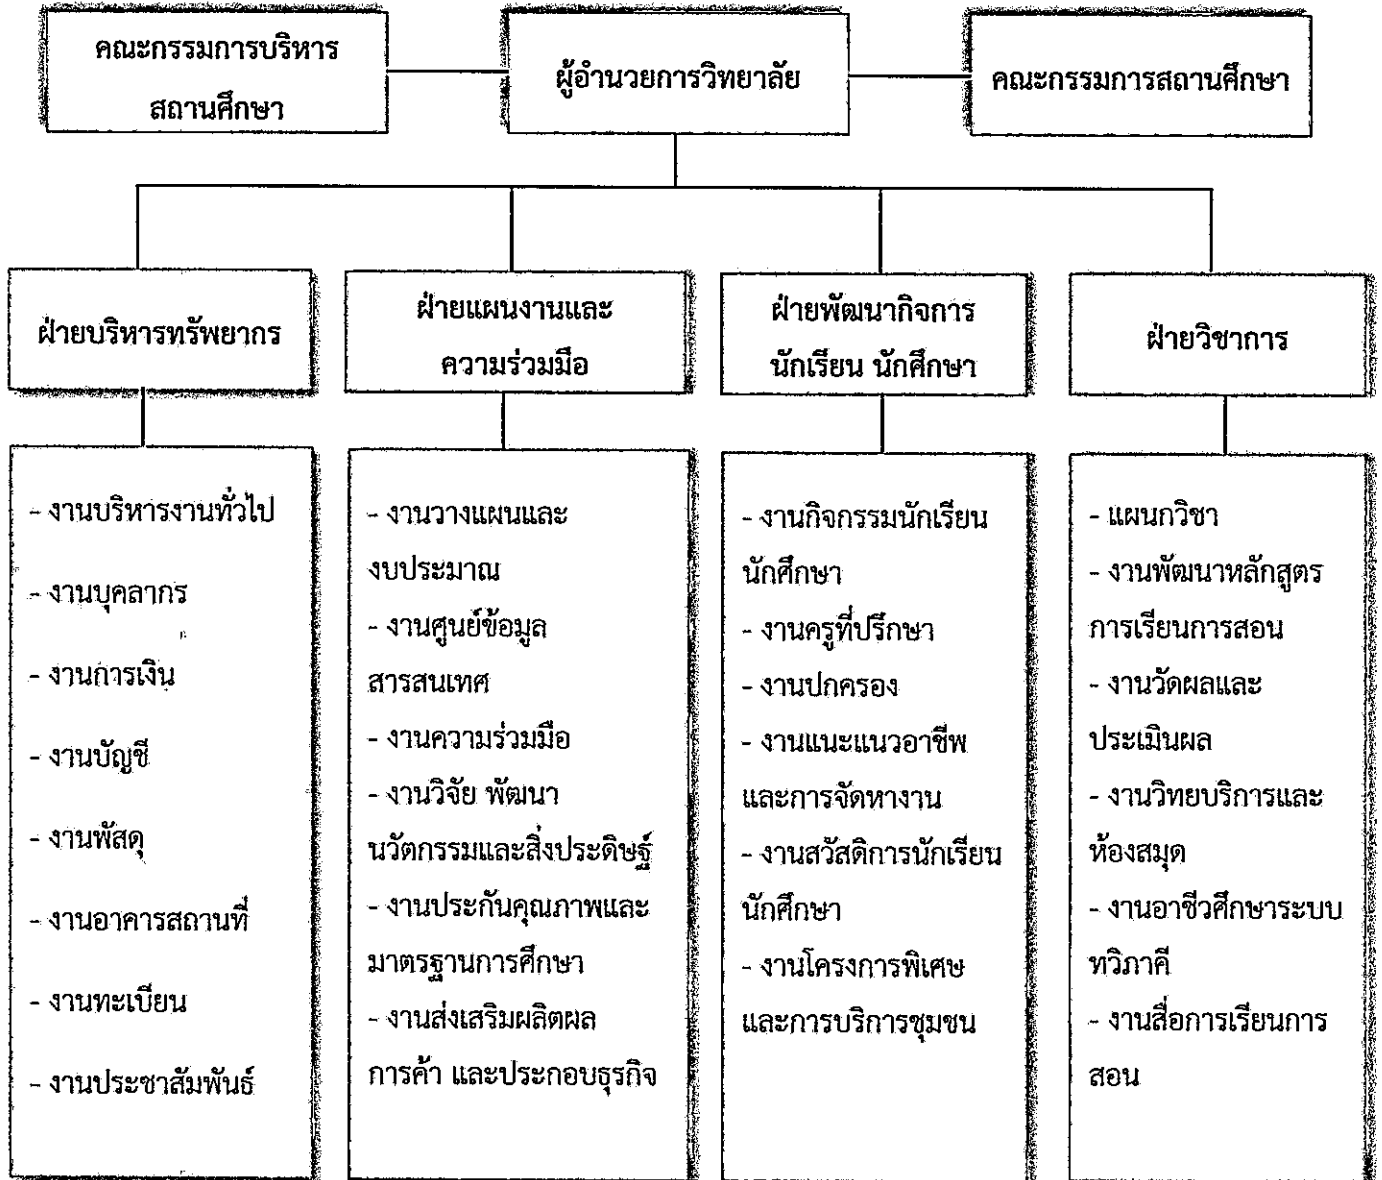 คณะกรรมการบริหาร
สถานศึกษา
ผู้อำนวยการวิทยาลัย
คณะกรรมการสถานศึกษา
ฝ่ายบริหารทรัพยากร
ฝ่ายแผนงานและ
ความร่วมมือ
ฝ่ายพัฒนากิจการ
นักเรียน นักศึกษา
ฝ่ายวิชาการ
- งานบริหารงานทั่วไป
- งานบุคลากร
- งานการเงิน
- งานบัญชี
- งานพัสดุ
- งานอาคารสถานที่
- งานทะเบียน
- งานประชาสัมพันธ์
- งานวางแผนและ
งบประมาณ
- งานศูนย์ข้อมูล
สารสนเทศ
- งานความร่วมมือ
- งานวิจัย พัฒนา
นวัตกรรมและสิ่งประดิษฐ์
- งานประกันคุณภาพและ
มาตรฐานการศึกษา
- งานส่งเสริมผลิตผล
การค้า และประกอบธุรกิจ
- งานกิจกรรมนักเรียน
นักศึกษา
- งานครูที่ปรึกษา
- งานปกครอง
- งานแนะแนวอาชีพ
และการจัดหางาน
- งานสวัสดิการนักเรียน
นักศึกษา
- งานโครงการพิเศษ
และการบริการชุมชน
- แผนกวิชา
- งานพัฒนาหลักสูตร
การเรียนการสอน
- งานวัดผลและ
ประเมินผล
- งานวิทยบริการและ
ห้องสมุด
- งานอาชีวศึกษาระบบ
ทวิภาคี
- งานสื่อการเรียนการ
สอน